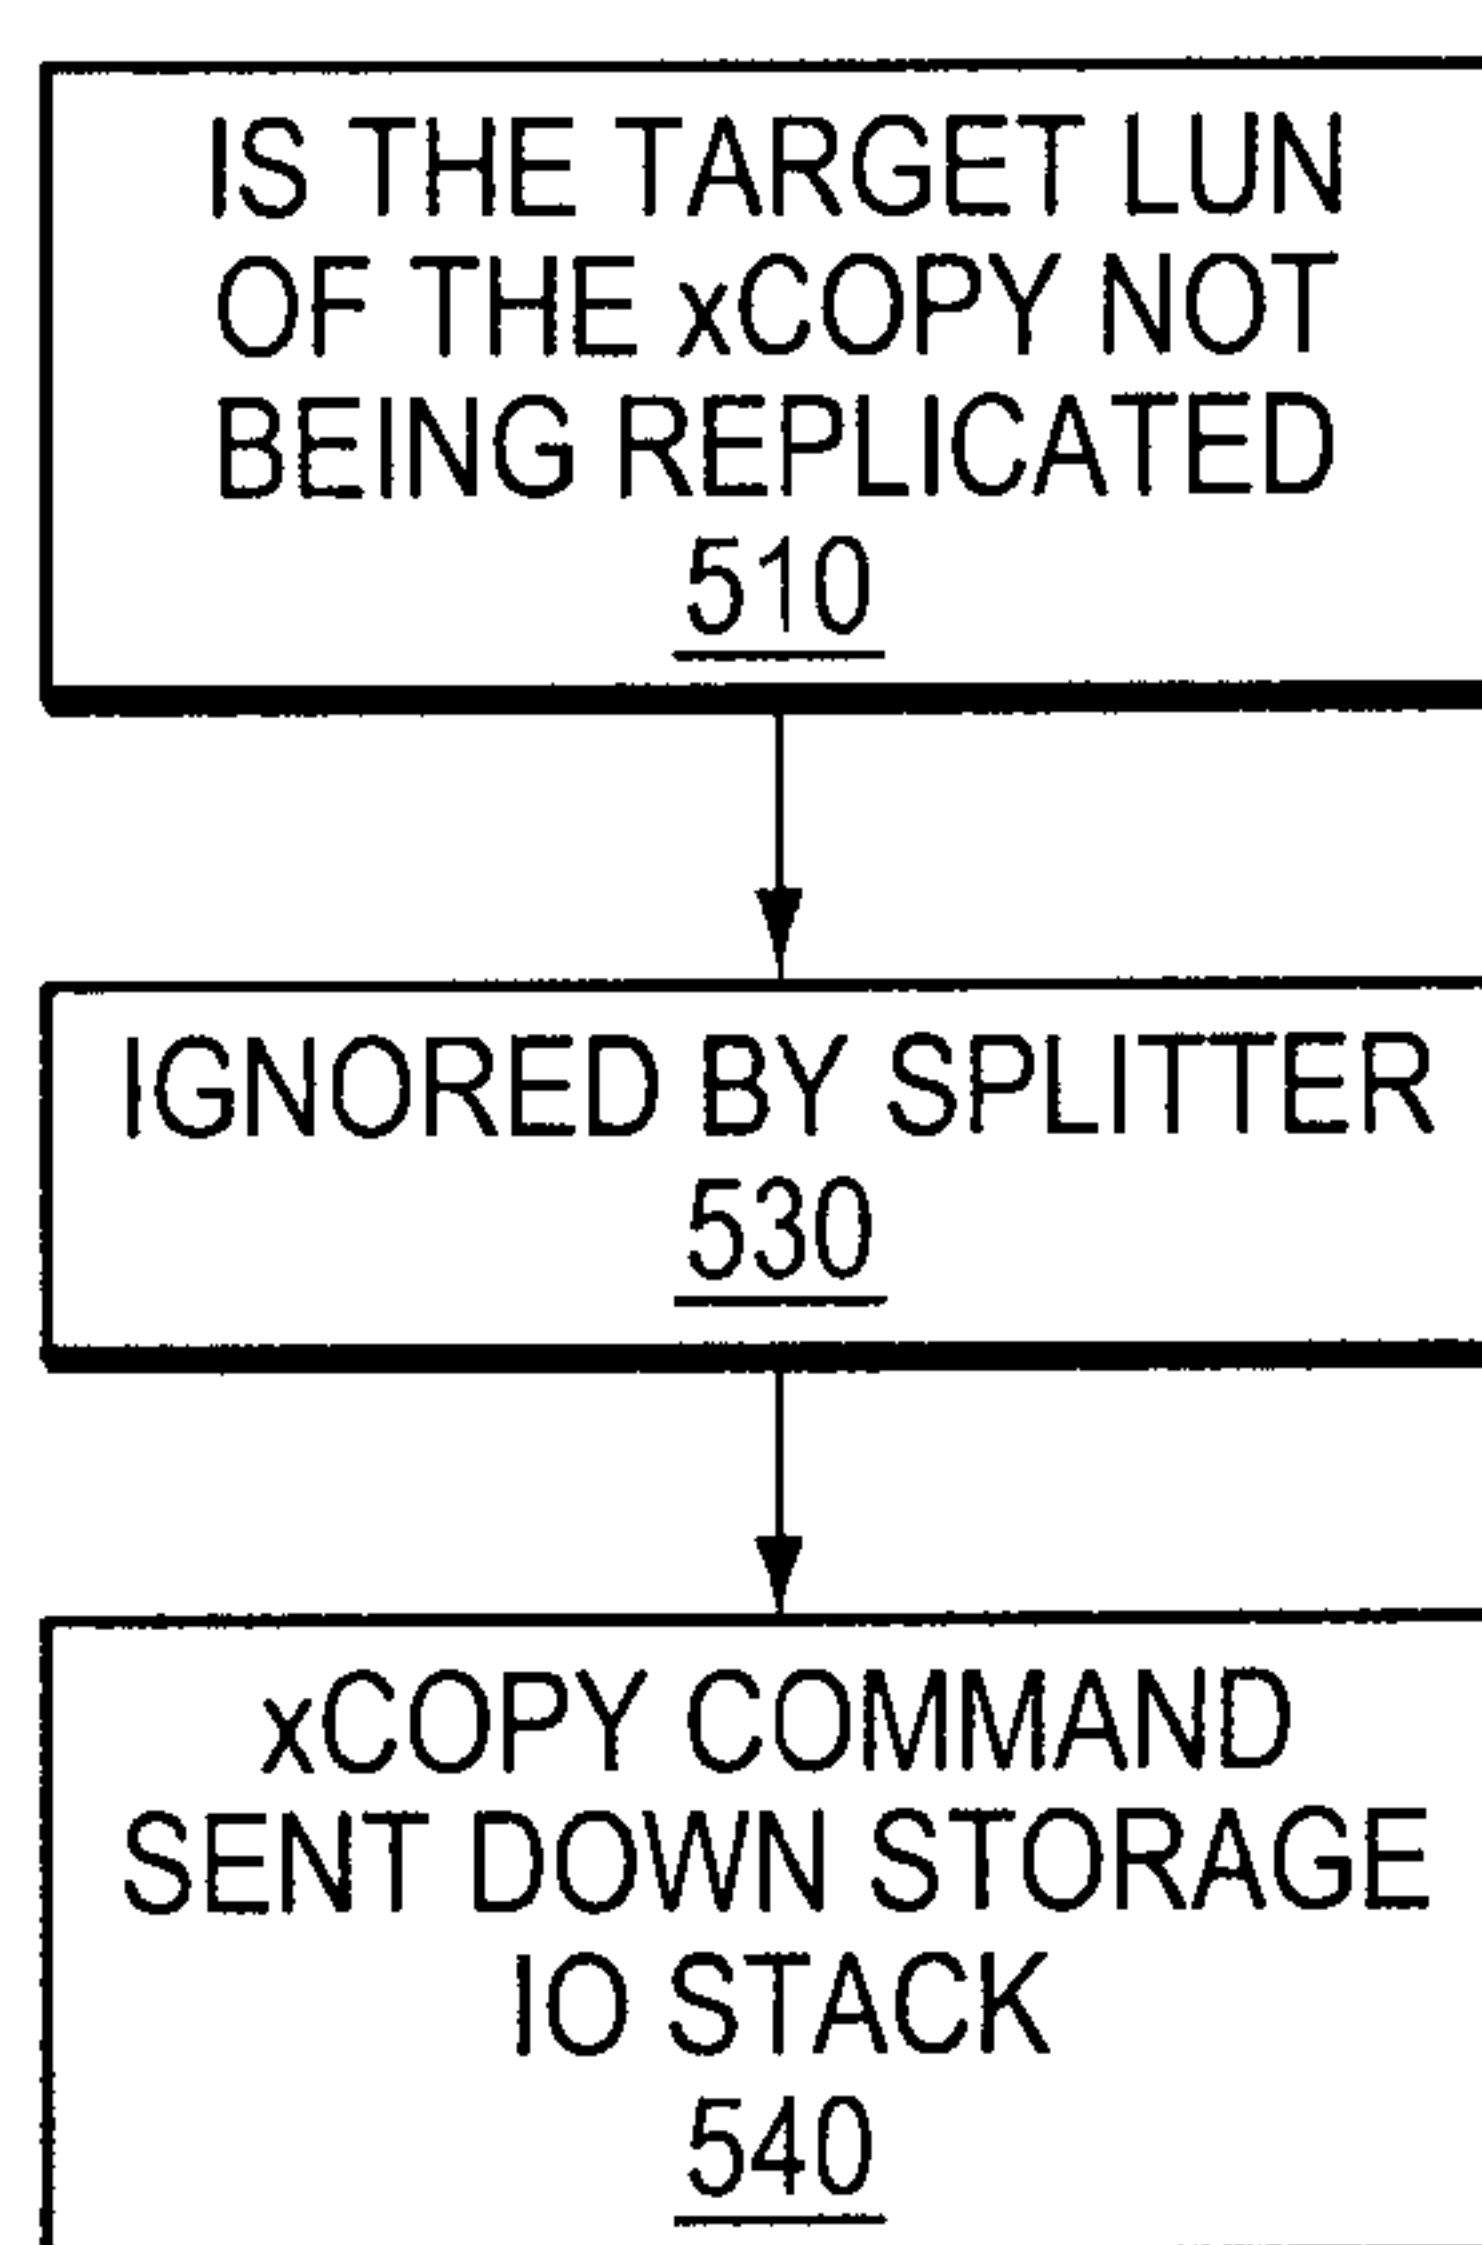 IS THE TARGET LUN
OF THE xCOPY NOT
BEING REPLICATED
510
IGNORED BY SPLITTER
530
xCOPY COMMAND
SENT DOWN STORAGE
IO STACK
540